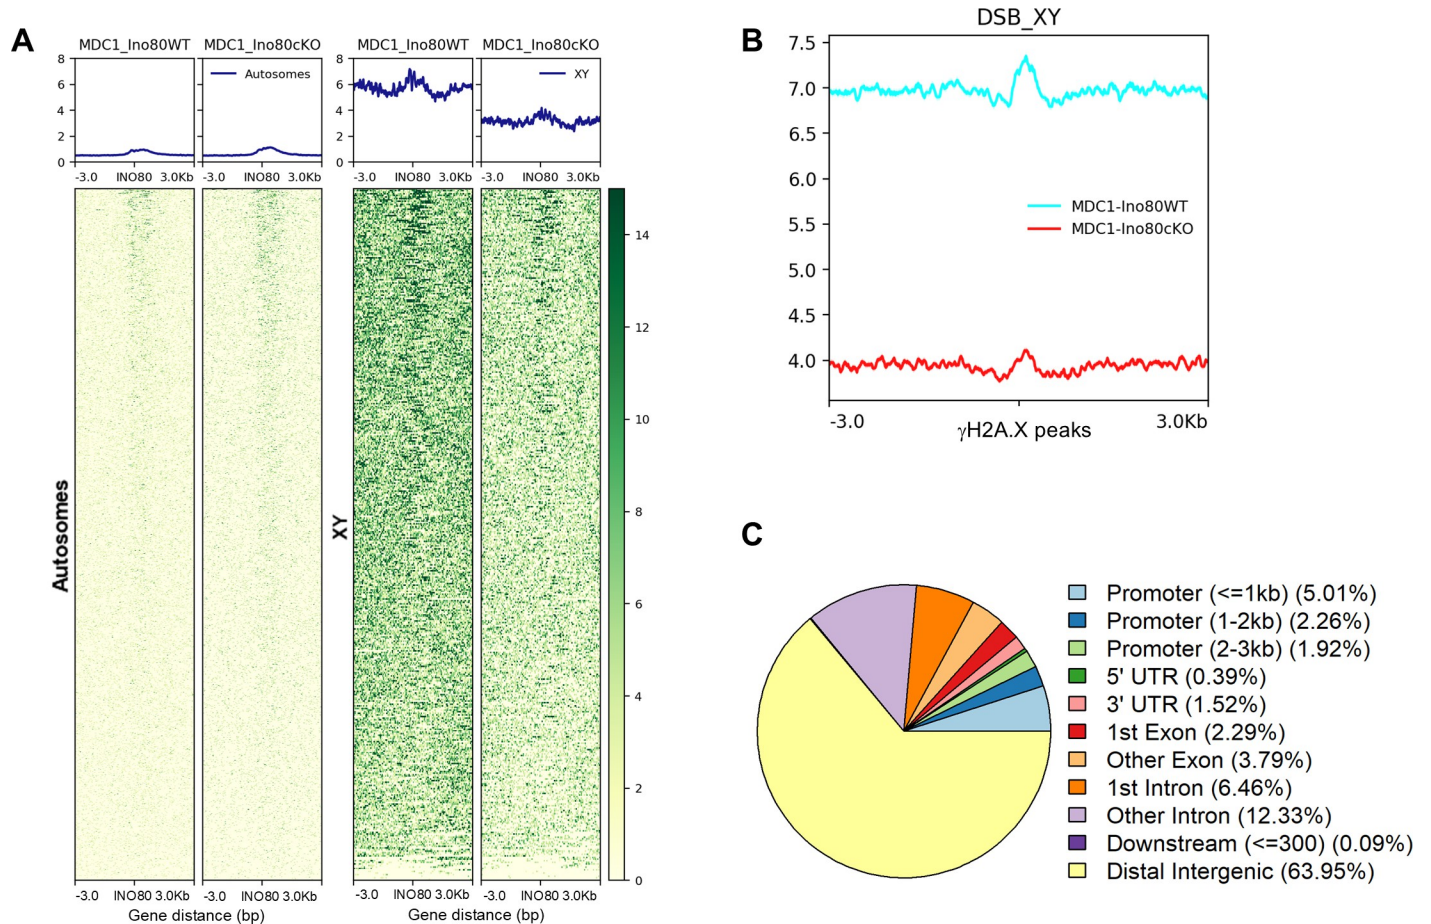 A
MDC1_Ino80WT
MDC1_Ino80cKO
MDC1_Ino80WT
MDC1_Ino80cKO
8
6
4
2
0
Autosomes
8
6
4
2
0
XY
-3.0 INO80 3.0Kb
-3.0 INO80 3.0Kb
-3.0 INO80 3.0Kb
-3.0 INO80 3.0Kb
Autosomes
XY
14
12
10
8
6
4
2
0
-3.0 INO80 3.0Kb
-3.0 INO80 3.0Kb
-3.0 INO80 3.0Kb
-3.0 INO80 3.0Kb
Gene distance (bp)
Gene distance (bp)
B
DSB_XY
7.5
7.0
6.5
6.0
5.5
5.0
4.5
4.0
MDC1-Ino80WT
MDC1-Ino80cKO
-3.0
γH2A.X peaks
3.0Kb
C
Promoter (<=1kb) (5.01%)
Promoter (1-2kb) (2.26%)
Promoter (2-3kb) (1.92%)
5' UTR (0.39%)
3' UTR (1.52%)
1st Exon (2.29%)
Other Exon (3.79%)
1st Intron (6.46%)
Other Intron (12.33%)
Downstream (<=300) (0.09%)
Distal Intergenic (63.95%)